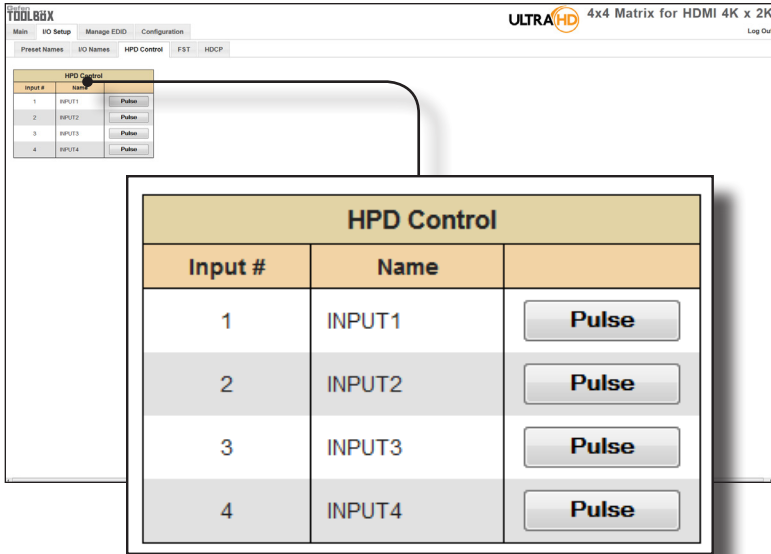 Gefen
TOOLBOX
ULTRA HD 4x4 Matrix for HDMI 4K x 2K
Main I/O Setup Manage EDID Configuration
Log Out
Preset Names I/O Names HPD Control FST HDCP
HPD Control
Input # Name
1 INPUT1 Pulse
2 INPUT2 Pulse
3 INPUT3 Pulse
4 INPUT4 Pulse
HPD Control
Input # Name
1 INPUT1 Pulse
2 INPUT2 Pulse
3 INPUT3 Pulse
4 INPUT4 Pulse